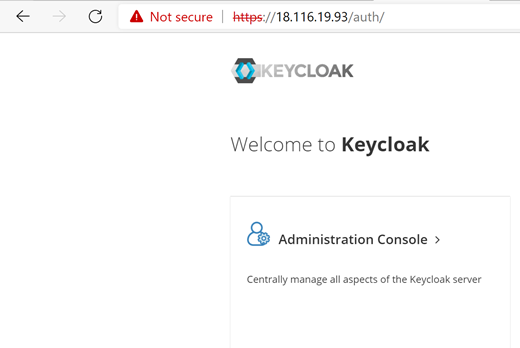 Not secure | https://18.116.19.93/auth/
KEYCLOAK
Welcome to Keycloak
Administration Console >
Centrally manage all aspects of the Keycloak server